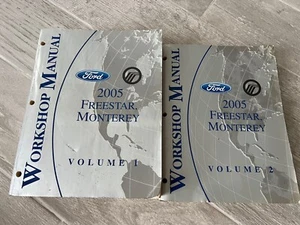 WORKSHOP MANUAL
Ford
2005
FREESTAR,
MONTEREY
VOLUME 1
WORKSHOP MANUAL
Ford
2005
FREESTAR,
MONTEREY
VOLUME 2